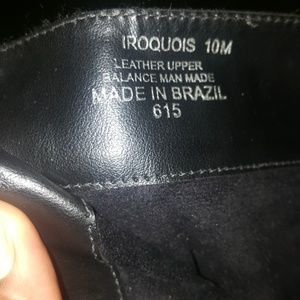 IROQUOIS 10M
LEATHER UPPER
BALANCE MAN MADE
MADE IN BRAZIL
615